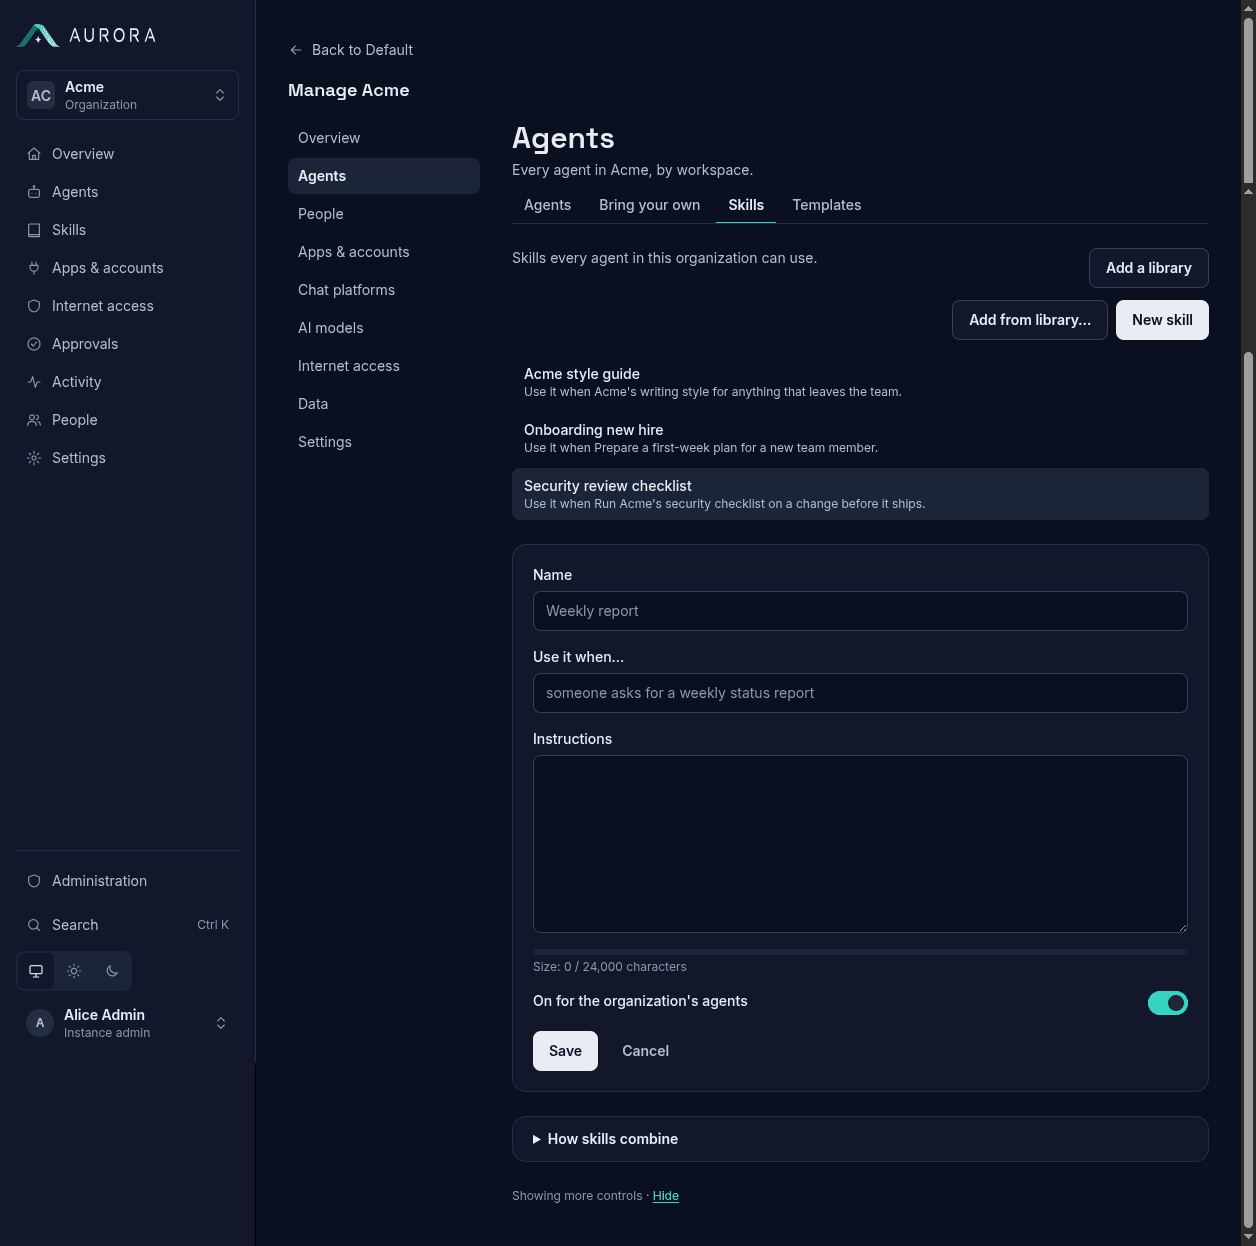 AURORA
AC
Acme
Organization
Overview
Agents
Skills
Apps & accounts
Internet access
Approvals
Activity
People
Settings
Administration
Search
Ctrl K
A
Alice Admin
Instance admin
Back to Default
Manage Acme
Overview
Agents
People
Apps & accounts
Chat platforms
AI models
Internet access
Data
Settings
Agents
Every agent in Acme, by workspace.
Agents
Bring your own
Skills
Templates
Skills every agent in this organization can use.
Add a library
Add from library...
New skill
Acme style guide
Use it when Acme's writing style for anything that leaves the team.
Onboarding new hire
Use it when Prepare a first-week plan for a new team member.
Security review checklist
Use it when Run Acme's security checklist on a change before it ships.
Name
Weekly report
Use it when...
someone asks for a weekly status report
Instructions
Size: 0 / 24,000 characters
On for the organization's agents
Save
Cancel
How skills combine
Showing more controls · Hide